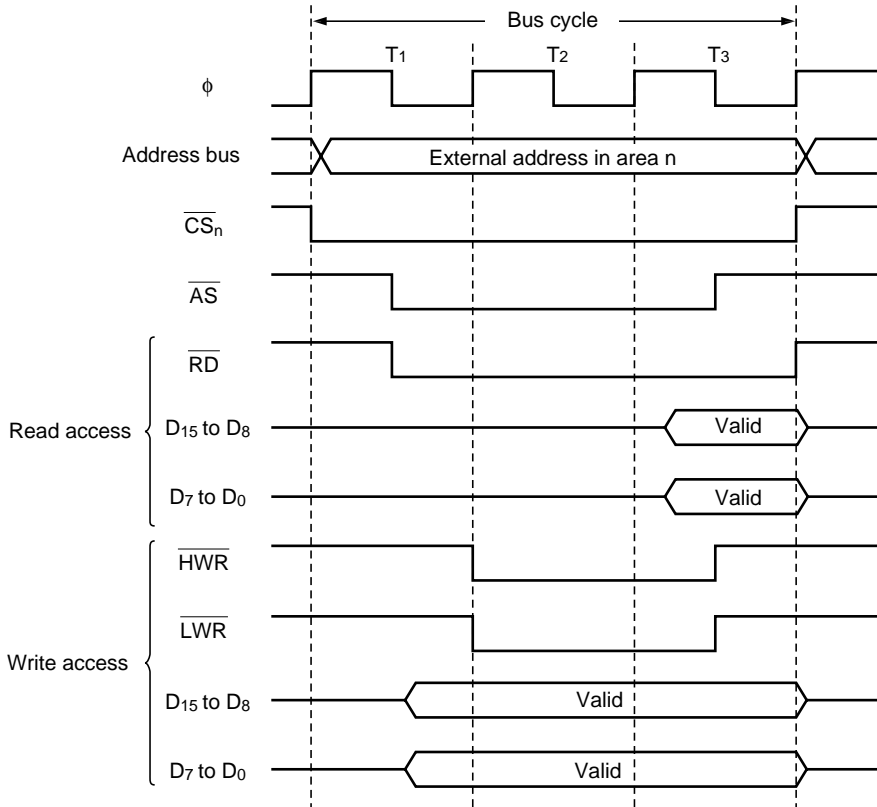 Bus cycle
T1 T2 T3
ϕ
Address bus
External address in area n
CSn
AS
RD
Read access
D15 to D8
Valid
D7 to D0
Valid
HWR
LWR
Write access
D15 to D8
Valid
D7 to D0
Valid